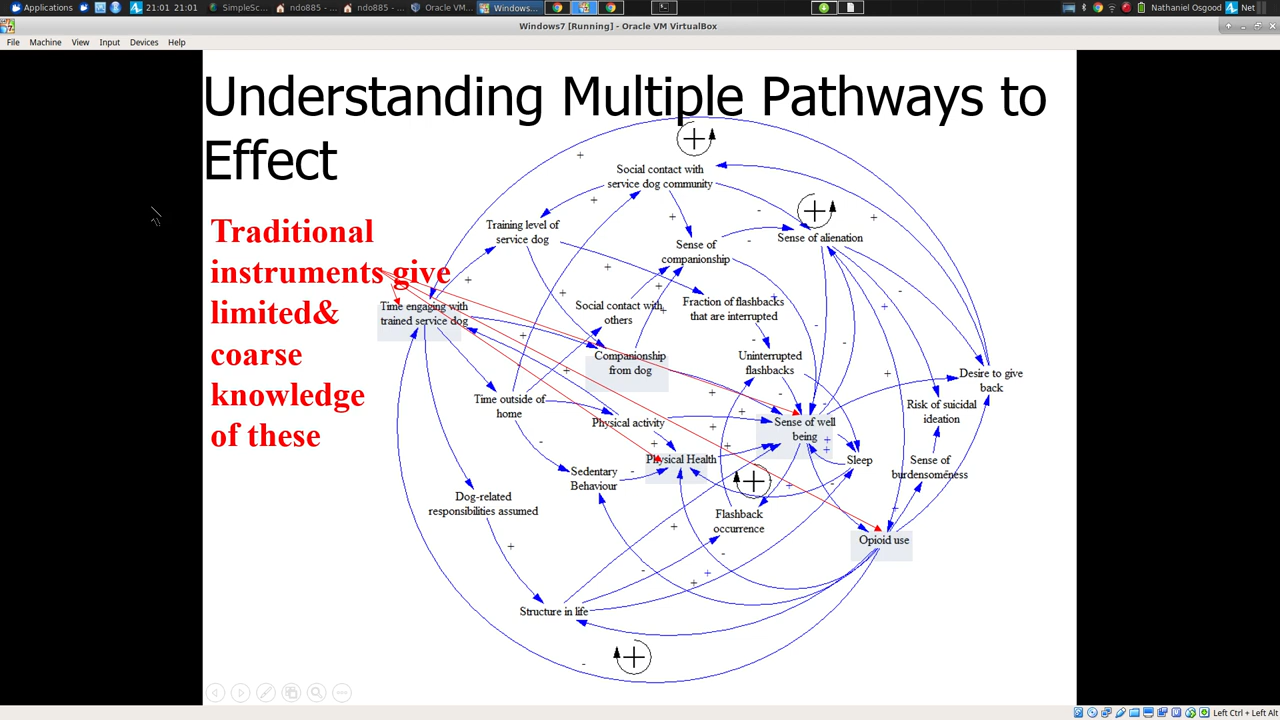 Applications
21:01 21:01
SimpleSc...
ndo885 - ...
ndo885 - ...
Oracle VM...
Windows...
Nathaniel Osgood
Net
Windows7 [Running] - Oracle VM VirtualBox
File Machine View Input Devices Help
Understanding Multiple Pathways to
Effect
Traditional
instruments give
limited&
coarse
knowledge
of these
Social contact with
service dog community
Training level of
service dog
Sense of
companionship
Sense of alienation
Time engaging with
trained service dog
Social contact with
others
Fraction of flashbacks
that are interrupted
Companionship
from dog
Uninterrupted
flashbacks
Desire to give
back
Time outside of
home
Physical activity
Sense of well
being
Risk of suicidal
ideation
Physical Health
Sleep
Sense of
burdensomeness
Sedentary
Behaviour
Dog-related
responsibilities assumed
Flashback
occurrence
Opioid use
Structure in life
Left Ctrl + Left Alt